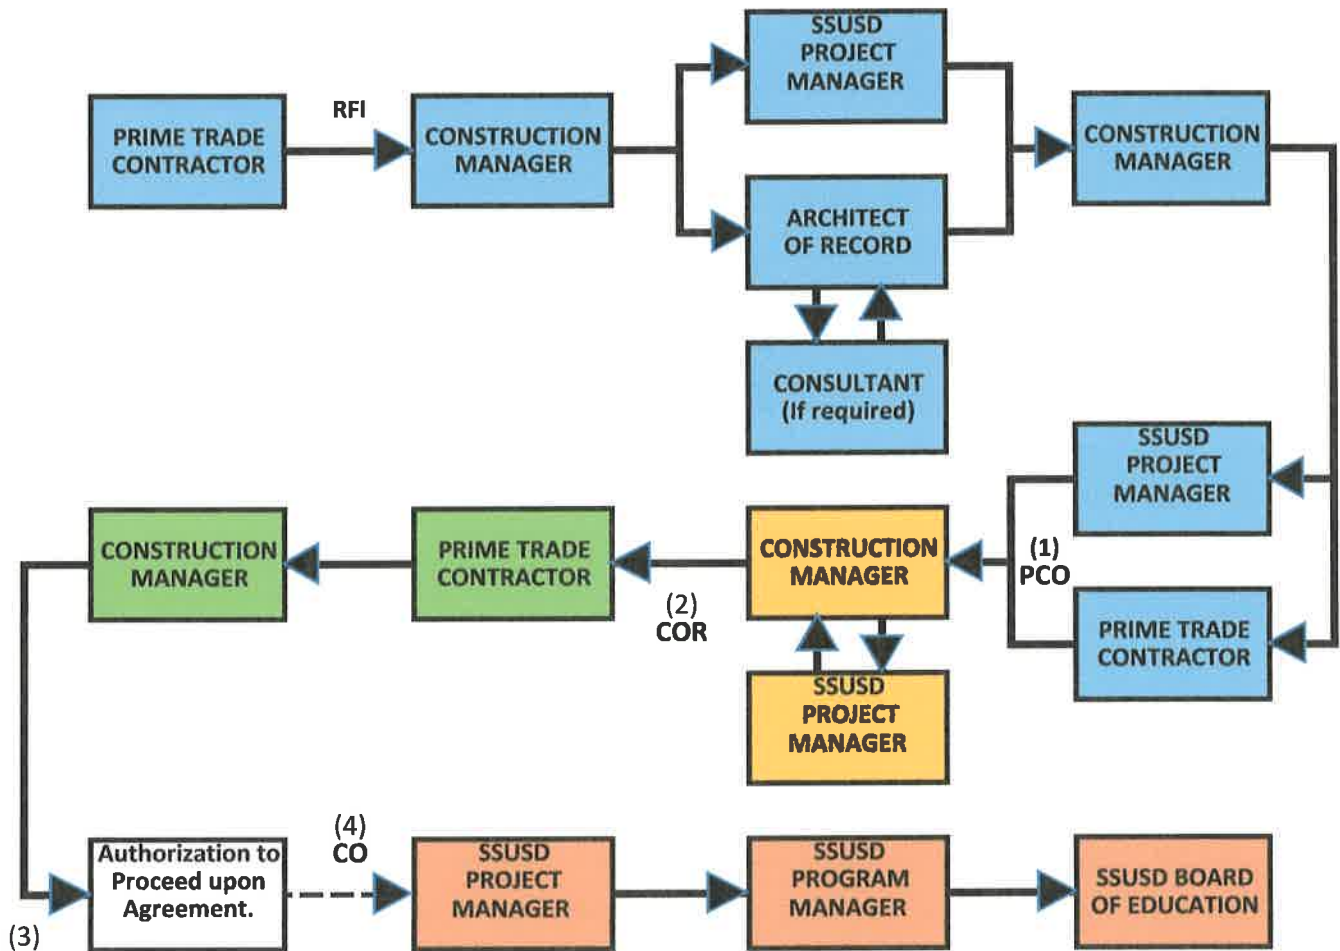 PRIME TRADE
CONTRACTOR
RFI
CONSTRUCTION
MANAGER
SSUSD
PROJECT
MANAGER
ARCHITECT
OF RECORD
CONSULTANT
(If required)
CONSTRUCTION
MANAGER
SSUSD
PROJECT
MANAGER
PRIME TRADE
CONTRACTOR
(1)
PCO
CONSTRUCTION
MANAGER
SSUSD
PROJECT
MANAGER
(2)
COR
PRIME TRADE
CONTRACTOR
CONSTRUCTION
MANAGER
(3)
Authorization to
Proceed upon
Agreement.
(4)
CO
SSUSD
PROJECT
MANAGER
SSUSD
PROGRAM
MANAGER
SSUSD BOARD
OF EDUCATION